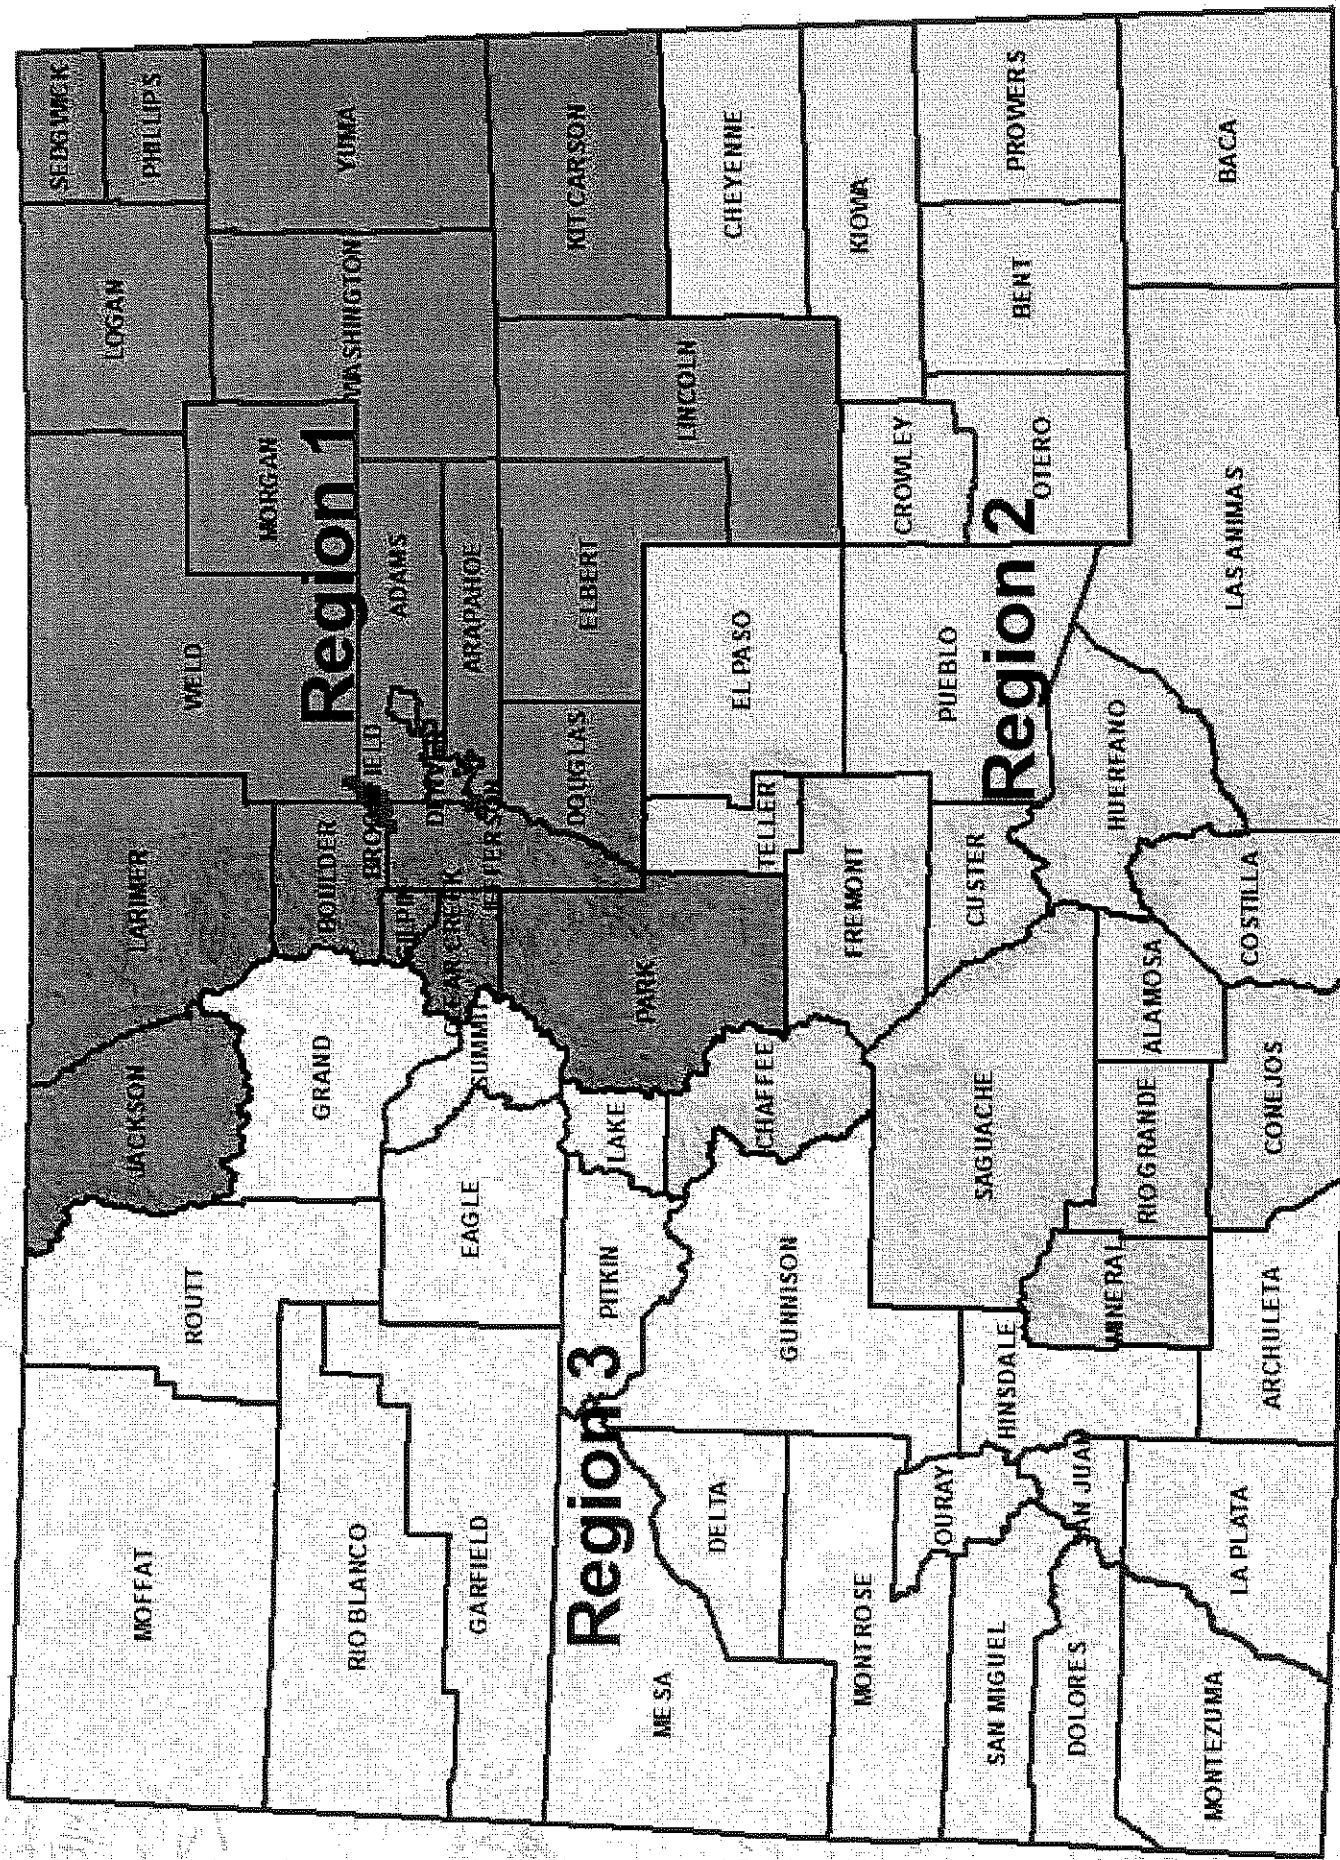 MOFFAT
ROUTT
JACKSON
LARIMER
WELD
LOGAN
SEDGWICK
PHILLIPS
MORGAN
Region 1
RIO BLANCO
GRAND
BOULDER
WASHINGTON
YUMA
ADAMS
GARFIELD
EAGLE
SUMMIT
ARAPAHOE
Region 3
PITKIN
LAKE
PARK
DOUGLAS
ELBERT
KIT CARSON
MESA
DELTA
LINCOLN
GUNNISON
CHAFFEE
TELLER
EL PASO
CHEYENNE
MONTROSE
FREMONT
KIOWA
CROWLEY
OURAY
SAGUACHE
CUSTER
PUEBLO
Region 2
OTERO
BENT
PROWERS
SAN MIGUEL
HINSDALE
DOLORES
SAN JUAN
MINERAL
RIO GRANDE
ALAMOSA
HUERFANO
MONTEZUMA
LA PLATA
ARCHULETA
CONEJOS
COSTILLA
LAS ANIMAS
BACA